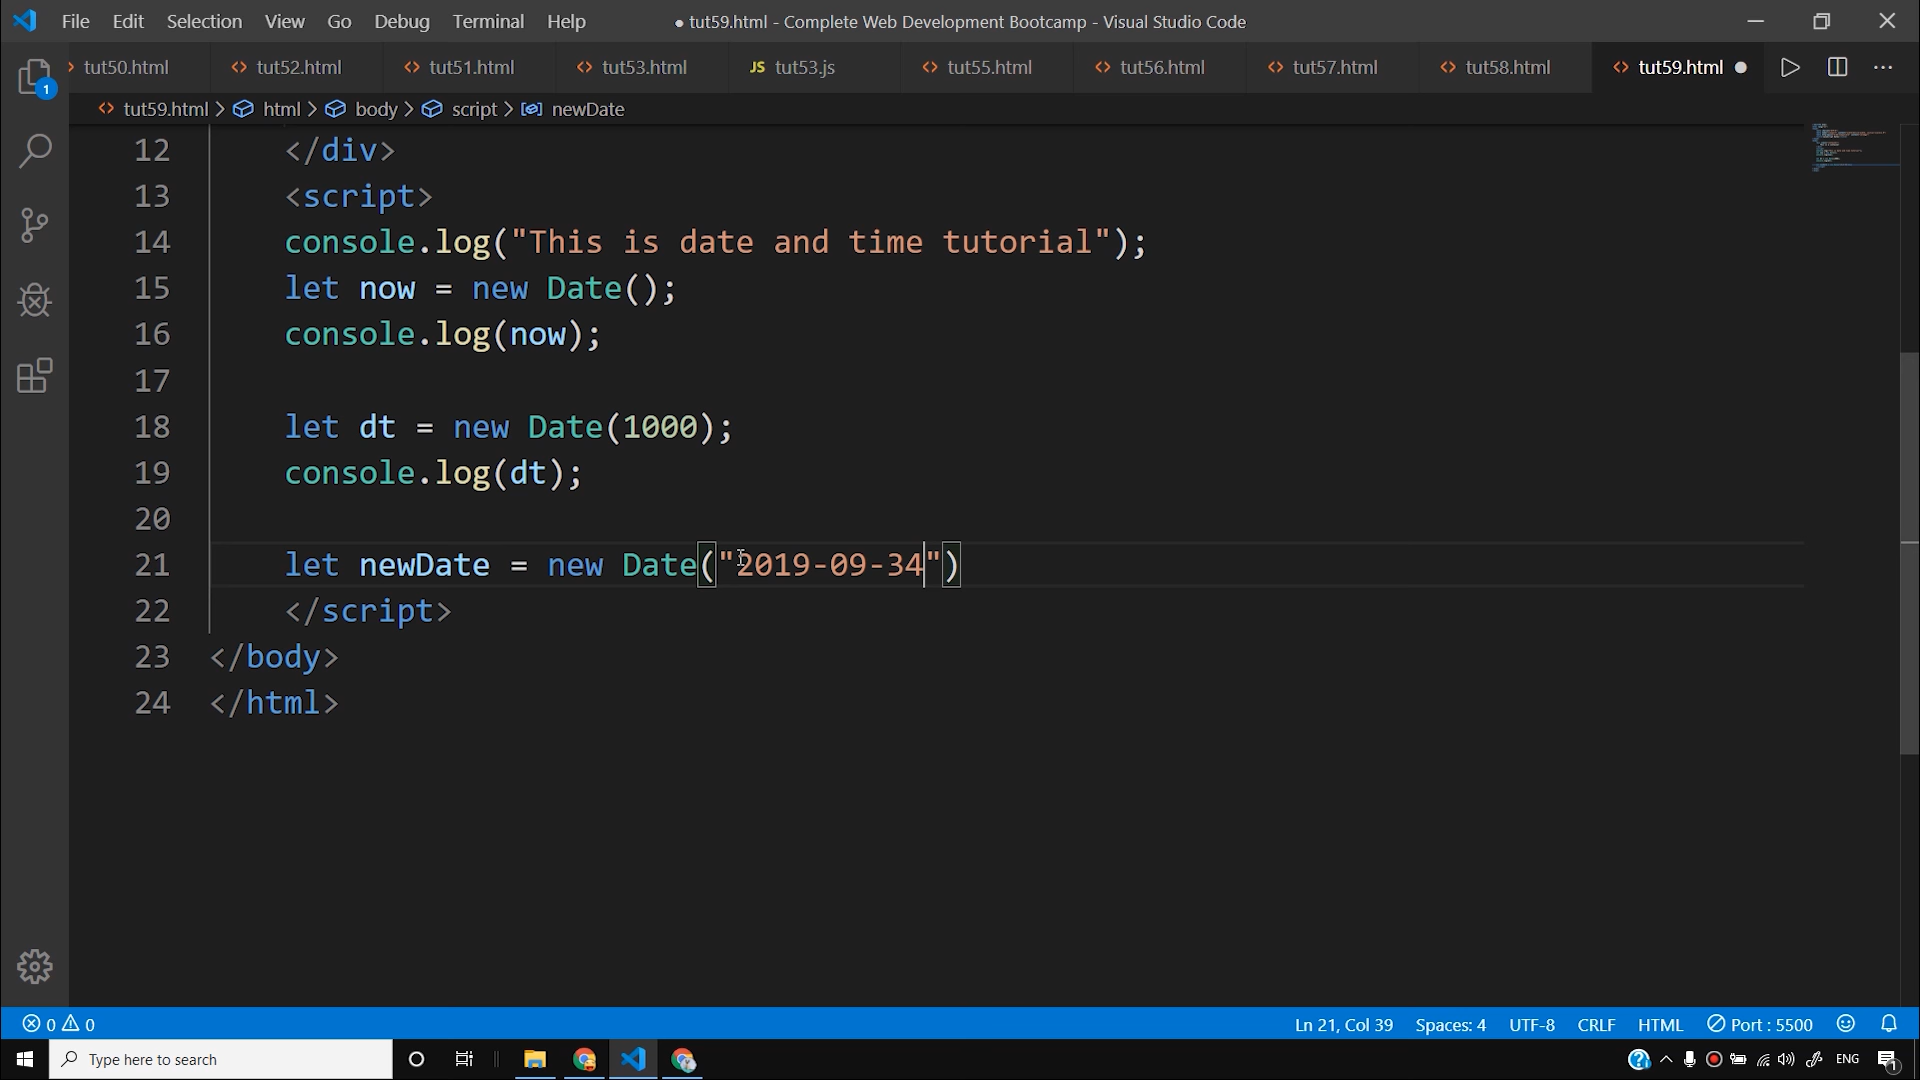 File Edit Selection View Go Debug Terminal Help ● tut59.html - Complete Web Development Bootcamp - Visual Studio Code
tut50.html <> tut52.html <> tut51.html <> tut53.html JS tut53.js <> tut55.html <> tut56.html <> tut57.html <> tut58.html <> tut59.html ●
<> tut59.html > html > body > script > newDate
12 </div>
13 <script>
14 console.log("This is date and time tutorial");
15 let now = new Date();
16 console.log(now);
17
18 let dt = new Date(1000);
19 console.log(dt);
20
21 let newDate = new Date("2019-09-34")
22 </script>
23 </body>
24 </html>
1
0 0 Ln 21, Col 39 Spaces: 4 UTF-8 CRLF HTML Port : 5500
Type here to search ENG 1